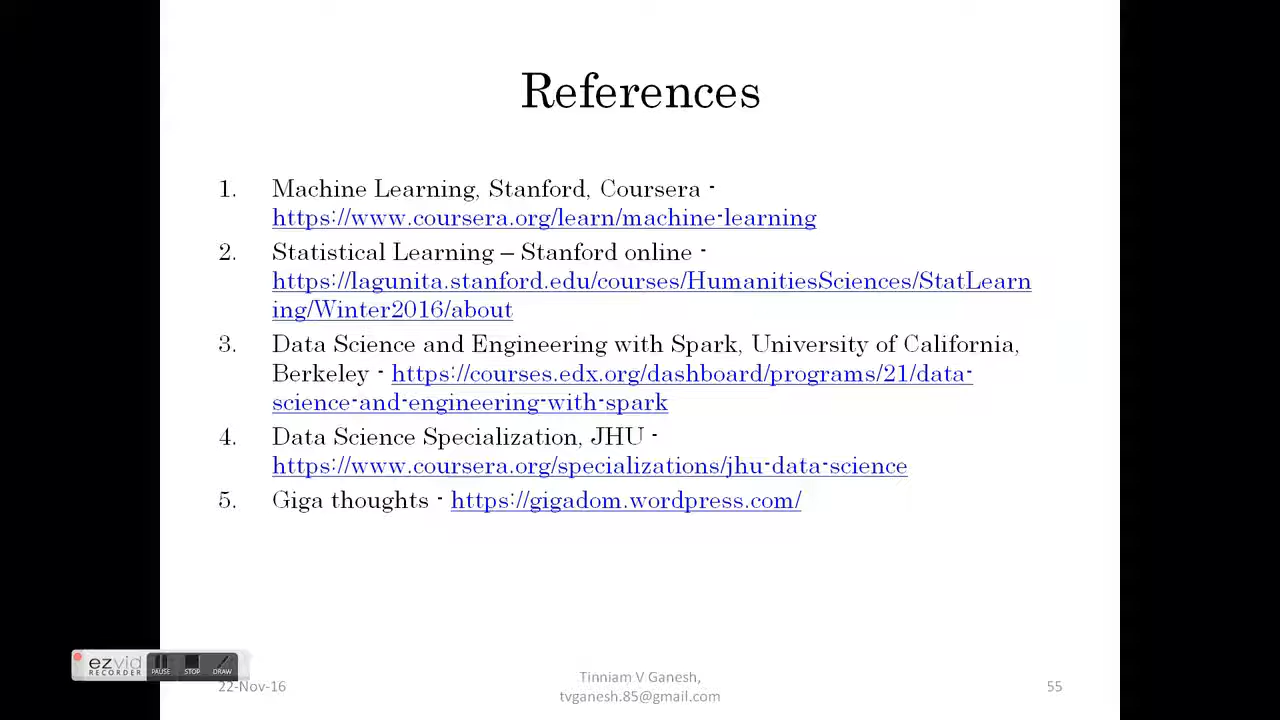 References
1. Machine Learning, Stanford, Coursera -
https://www.coursera.org/learn/machine-learning
2. Statistical Learning – Stanford online -
https://lagunita.stanford.edu/courses/HumanitiesSciences/StatLearn
ing/Winter2016/about
3. Data Science and Engineering with Spark, University of California,
Berkeley - https://courses.edx.org/dashboard/programs/21/data-
science-and-engineering-with-spark
4. Data Science Specialization, JHU -
https://www.coursera.org/specializations/jhu-data-science
5. Giga thoughts - https://gigadom.wordpress.com/
ezvid
RECORDER
PAUSE STOP DRAW
22-Nov-16
Tinniam V Ganesh,
tvganesh.85@gmail.com
55